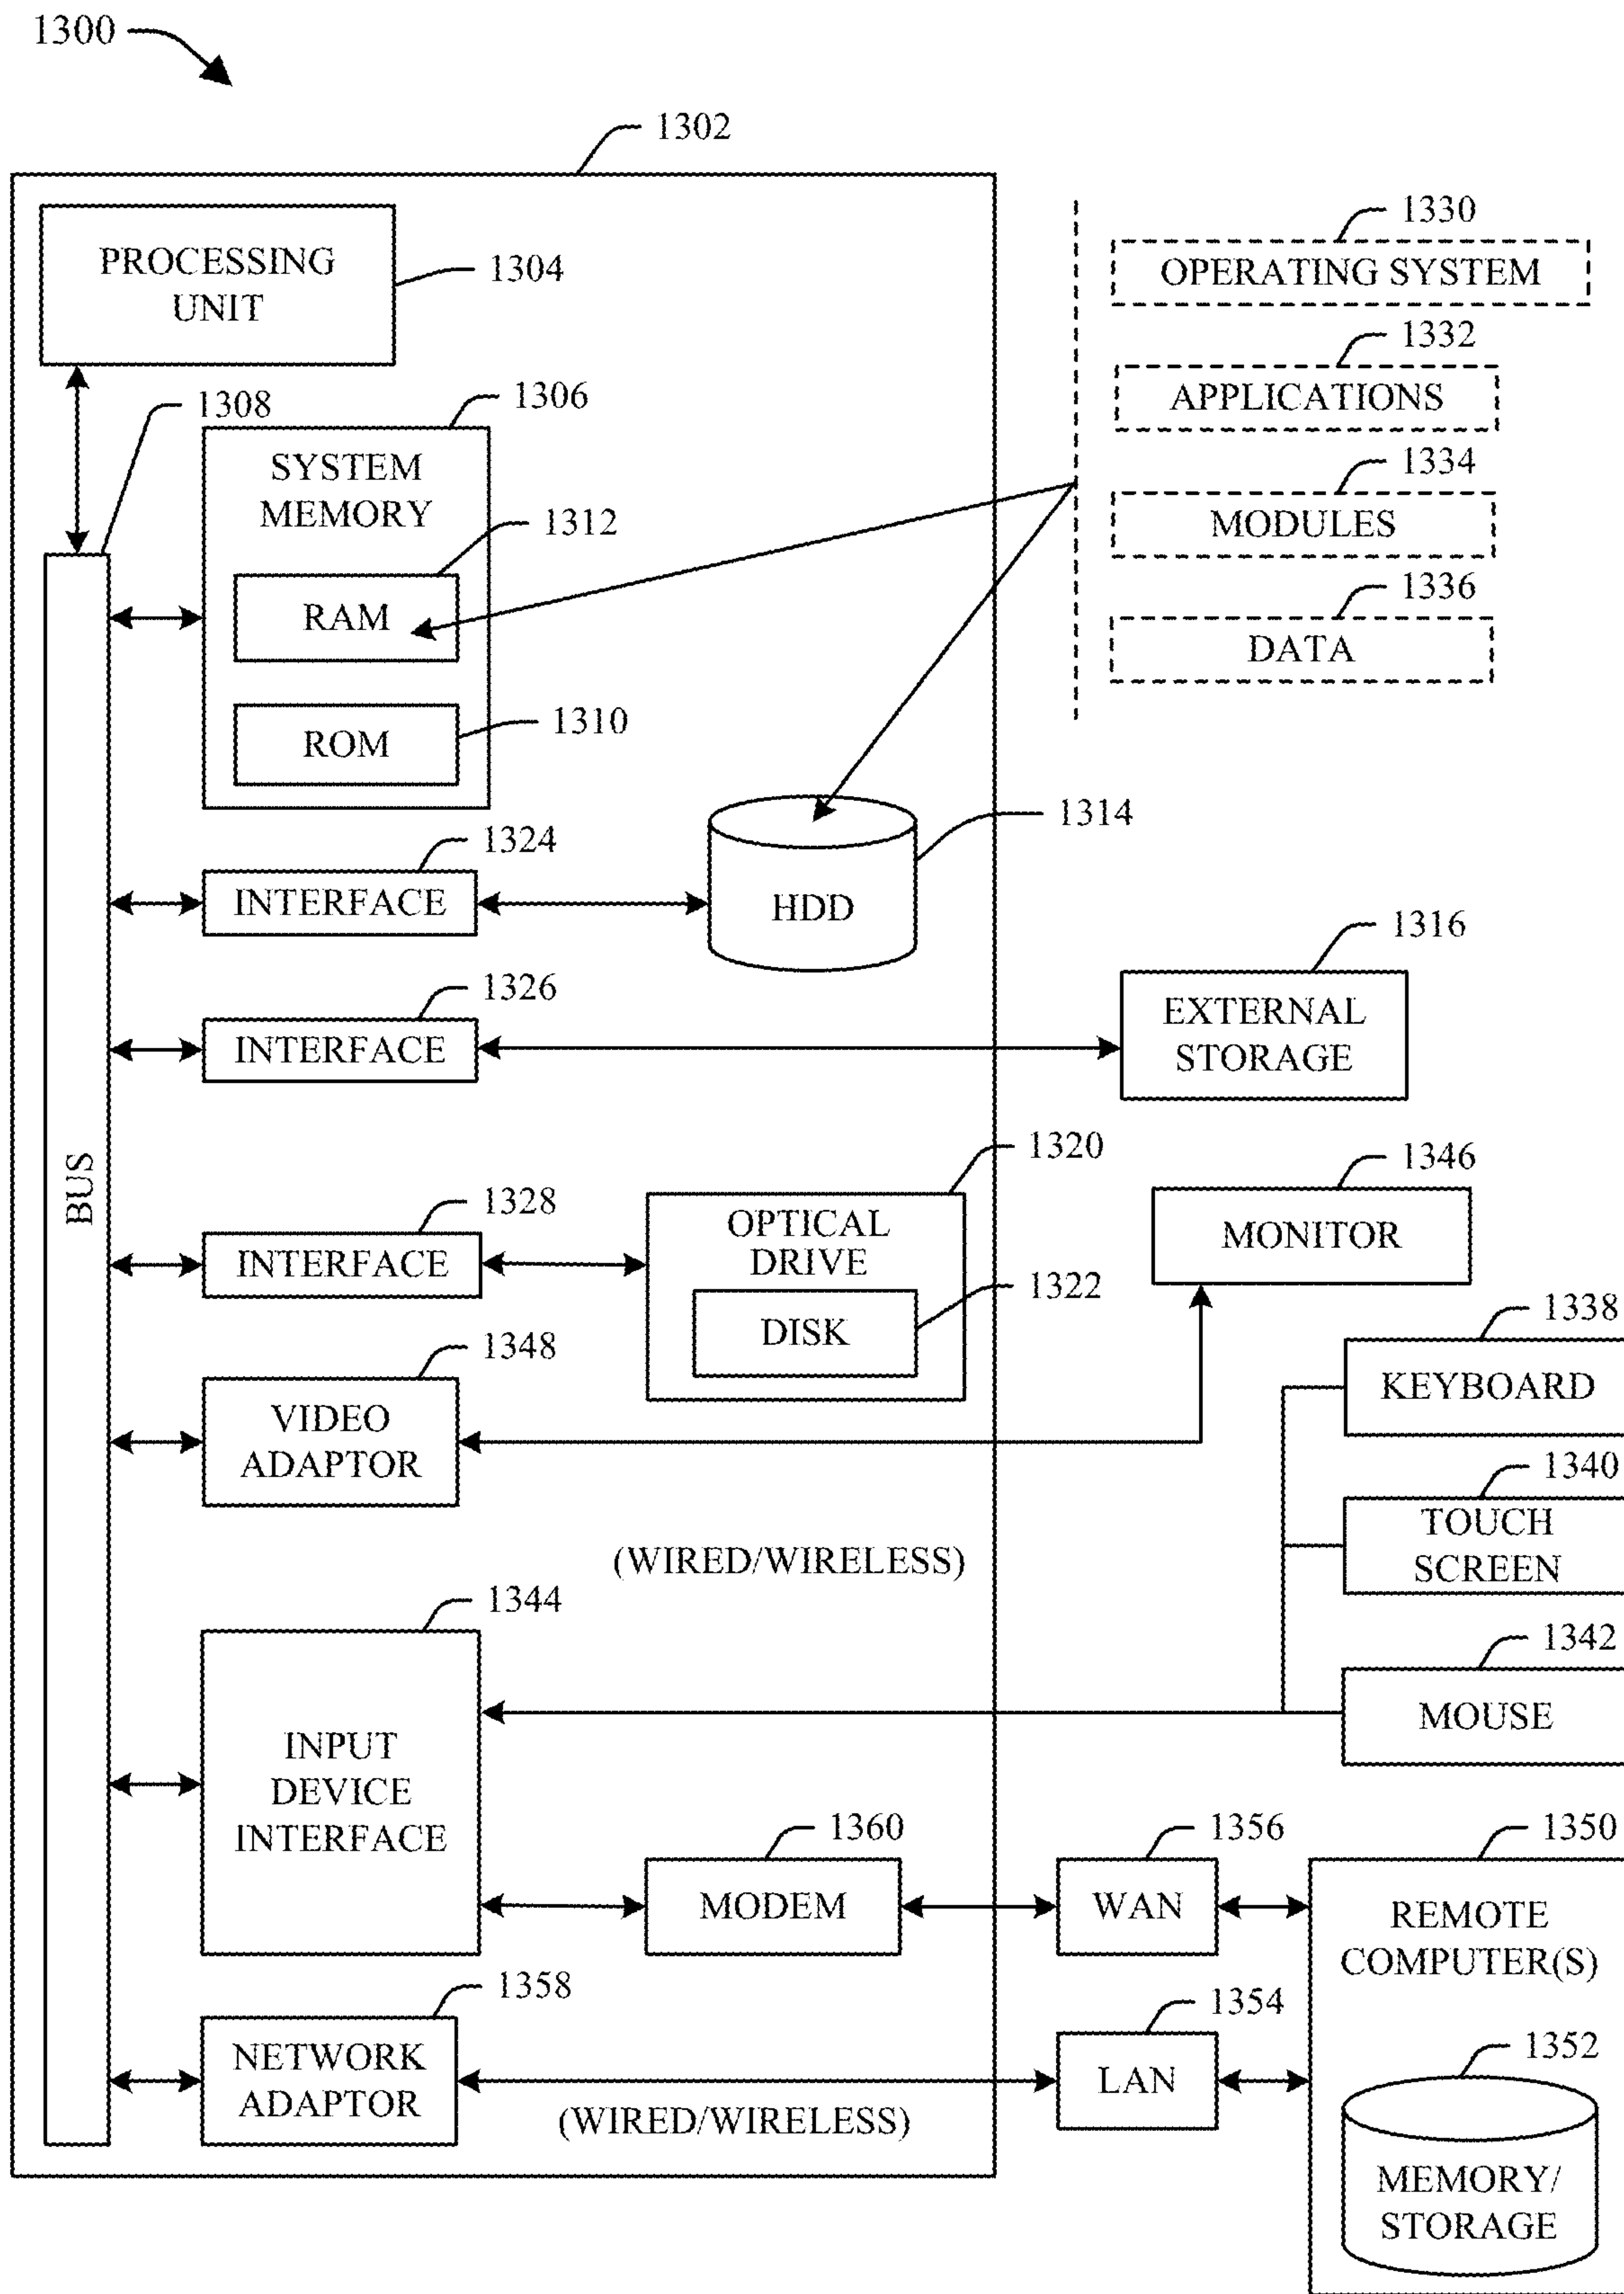 1300
1302
PROCESSING
UNIT
1304
1330
OPERATING SYSTEM
1332
APPLICATIONS
1334
MODULES
1336
DATA
1308
1306
SYSTEM
MEMORY
1312
RAM
1310
ROM
1314
HDD
1324
INTERFACE
1316
EXTERNAL
STORAGE
1326
INTERFACE
BUS
1320
OPTICAL
DRIVE
1322
DISK
1328
INTERFACE
1346
MONITOR
1348
VIDEO
ADAPTOR
1338
KEYBOARD
1340
TOUCH
SCREEN
(WIRED/WIRELESS)
1342
MOUSE
1344
INPUT
DEVICE
INTERFACE
1360
MODEM
1356
WAN
1350
REMOTE
COMPUTER(S)
1358
NETWORK
ADAPTOR
(WIRED/WIRELESS)
1354
LAN
1352
MEMORY/
STORAGE